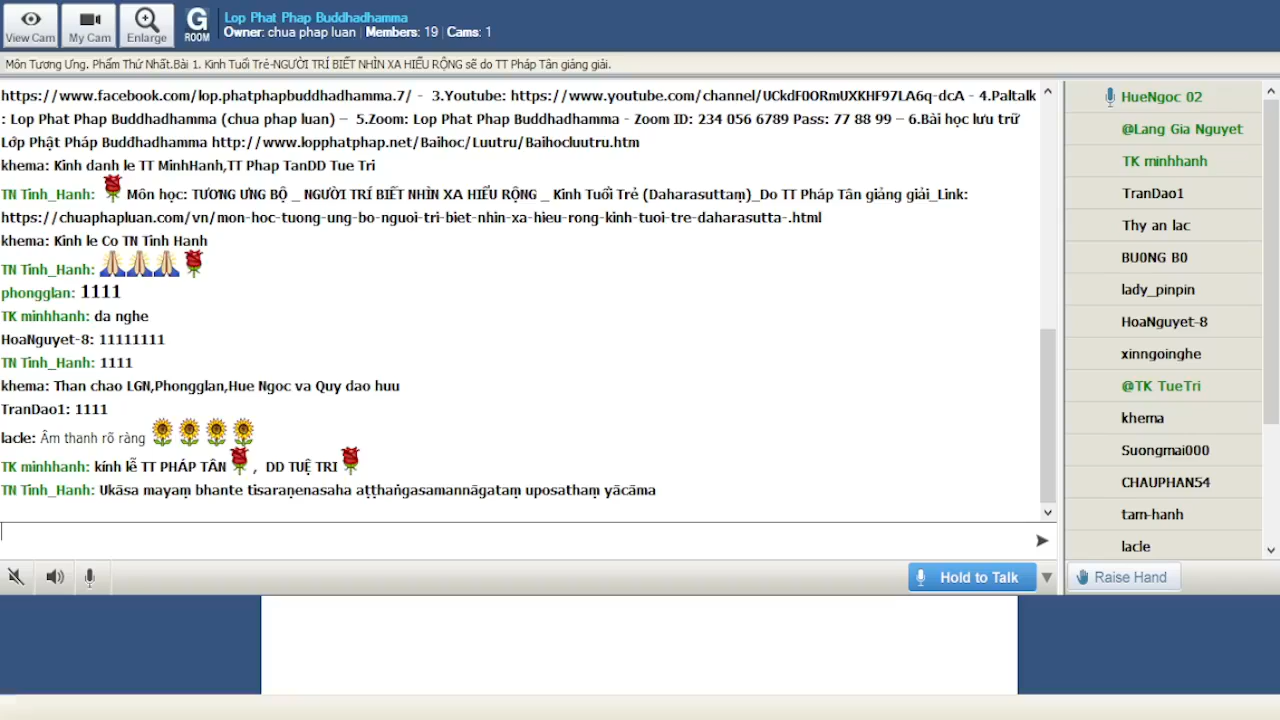 View Cam
My Cam
Enlarge
G
ROOM
Lop Phat Phap Buddhadhamma
Owner: chua phap luan | Members: 19 | Cams: 1
Môn Tương Ưng. Phẩm Thứ Nhất.Bài 1. Kinh Tuổi Trẻ-NGƯỜI TRÍ BIẾT NHÌN XA HIỂU RỘNG sẽ do TT Pháp Tân giảng giải.
https://www.facebook.com/lop.phatphapbuddhadhamma.7/ - 3.Youtube: https://www.youtube.com/channel/UCkdF0ORmUXKHF97LA6q-dcA - 4.Paltalk
: Lop Phat Phap Buddhadhamma (chua phap luan) – 5.Zoom: Lop Phat Phap Buddhadhamma - Zoom ID: 234 056 6789 Pass: 77 88 99 – 6.Bài học lưu trữ
Lớp Phật Pháp Buddhadhamma http://www.lopphatphap.net/Baihoc/Luutru/Baihocluutru.htm
khema: Kinh danh le TT MinhHanh,TT Phap TanDD Tue Tri
TN Tinh_Hanh: Môn học: TƯƠNG ƯNG BỘ _ NGƯỜI TRÍ BIẾT NHÌN XA HIỂU RỘNG _ Kinh Tuổi Trẻ (Daharasuttaṃ)_Do TT Pháp Tân giảng giải_Link:
https://chuaphapluan.com/vn/mon-hoc-tuong-ung-bo-nguoi-tri-biet-nhin-xa-hieu-rong-kinh-tuoi-tre-daharasutta-.html
khema: Kinh le Co TN Tinh Hanh
TN Tinh_Hanh:
phongglan: 1111
TK minhhanh: da nghe
HoaNguyet-8: 11111111
TN Tinh_Hanh: 1111
khema: Than chao LGN,Phongglan,Hue Ngoc va Quy dao huu
TranDao1: 1111
lacle: Âm thanh rõ ràng
TK minhhanh: kính lễ TT PHÁP TÂN , DD TUỆ TRI
TN Tinh_Hanh: Ukāsa mayaṃ bhante tisaraṇenasaha aṭṭhaṅgasamannāgataṃ uposathaṃ yācāma
Hold to Talk
HueNgoc 02
@Lang Gia Nguyet
TK minhhanh
TranDao1
Thy an lac
BU0NG B0
lady_pinpin
HoaNguyet-8
xinngoinghe
@TK TueTri
khema
Suongmai000
CHAUPHAN54
tam-hanh
lacle
Raise Hand